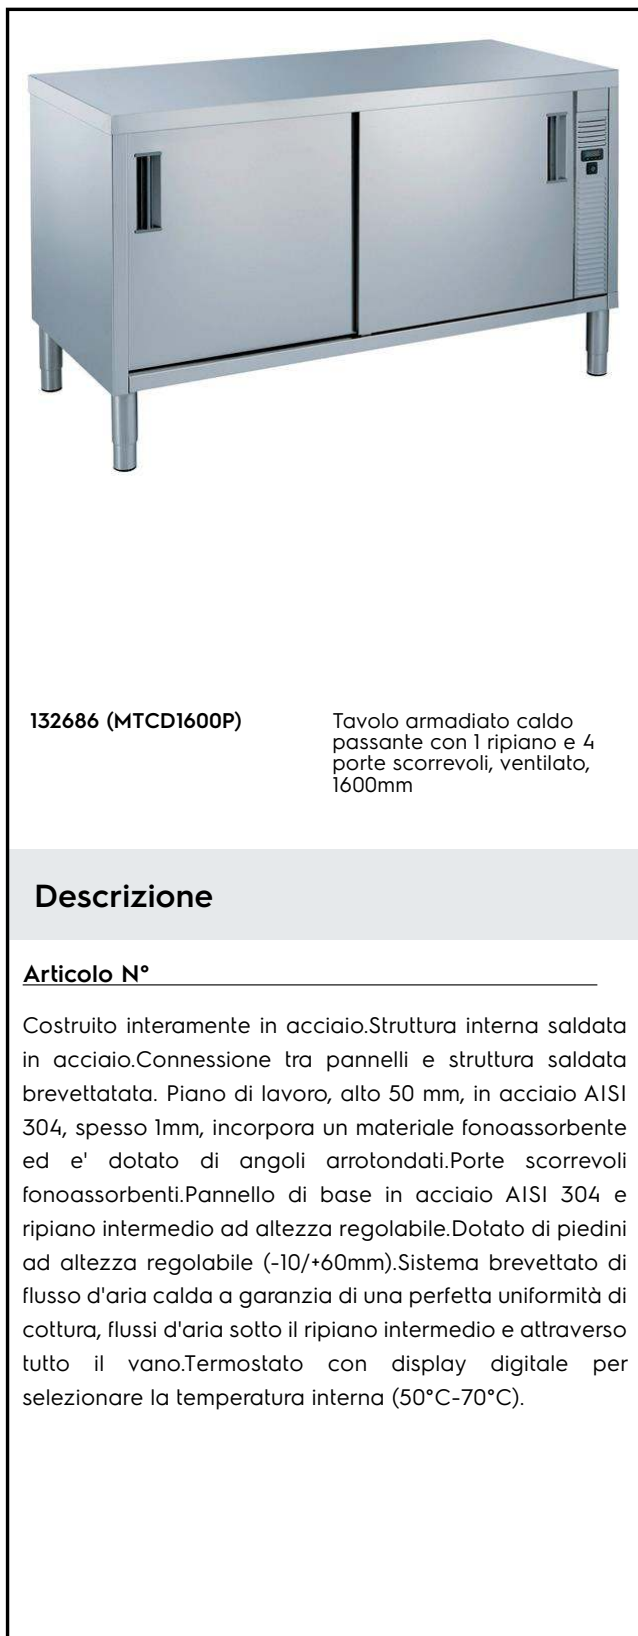 132686 (MTCD1600P)
Tavolo armadiato caldo
passante con 1 ripiano e 4
porte scorrevoli, ventilato,
1600mm
Descrizione
Articolo N°
Costruito interamente in acciaio.Struttura interna saldata
in acciaio.Connessione tra pannelli e struttura saldata
brevettatata. Piano di lavoro, alto 50 mm, in acciaio AISI
304, spesso 1mm, incorpora un materiale fonoassorbente
ed e' dotato di angoli arrotondati.Porte scorrevoli
fonoassorbenti.Pannello di base in acciaio AISI 304 e
ripiano intermedio ad altezza regolabile.Dotato di piedini
ad altezza regolabile (-10/+60mm).Sistema brevettato di
flusso d'aria calda a garanzia di una perfetta uniformità di
cottura, flussi d'aria sotto il ripiano intermedio e attraverso
tutto il vano.Termostato con display digitale per
selezionare la temperatura interna (50°C-70°C).